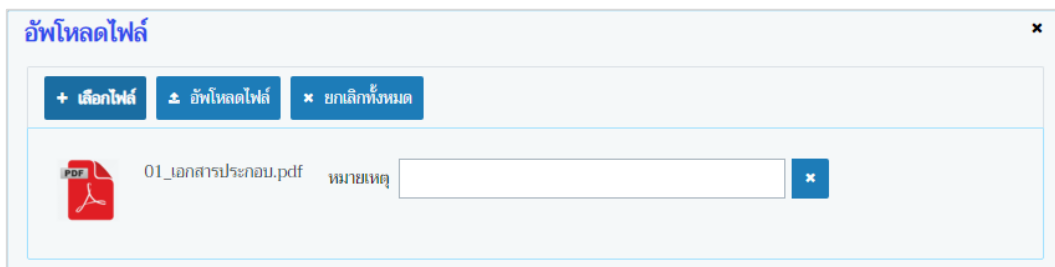 อัพโหลดไฟล์
เลือกไฟล์ อัพโหลดไฟล์ ยกเลิกทั้งหมด
PDF 01_เอกสารประกอบ.pdf หมายเหตุ